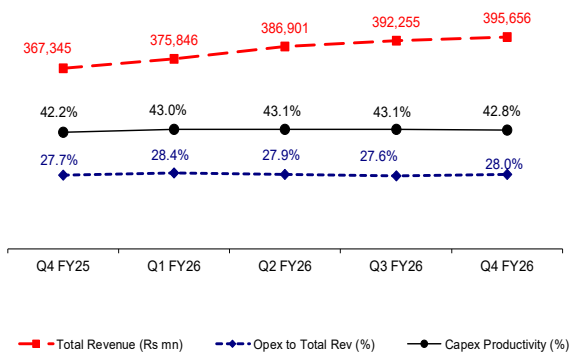 367,345 375,846 386,901 392,255 395,656
42.2% 43.0% 43.1% 43.1% 42.8%
27.7% 28.4% 27.9% 27.6% 28.0%
Q4 FY25 Q1 FY26 Q2 FY26 Q3 FY26 Q4 FY26
Total Revenue (Rs mn) Opex to Total Rev (%) Capex Productivity (%)